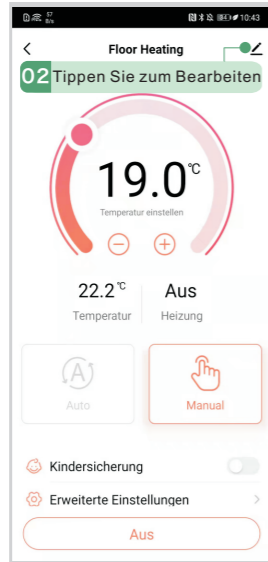 57 B/s 10:43
Floor Heating
02 Tippen Sie zum Bearbeiten
19.0°C
Temperatur einstellen
22.2°C Aus
Temperatur Heizung
A
Auto Manual
Kindersicherung
Erweiterte Einstellungen
Aus